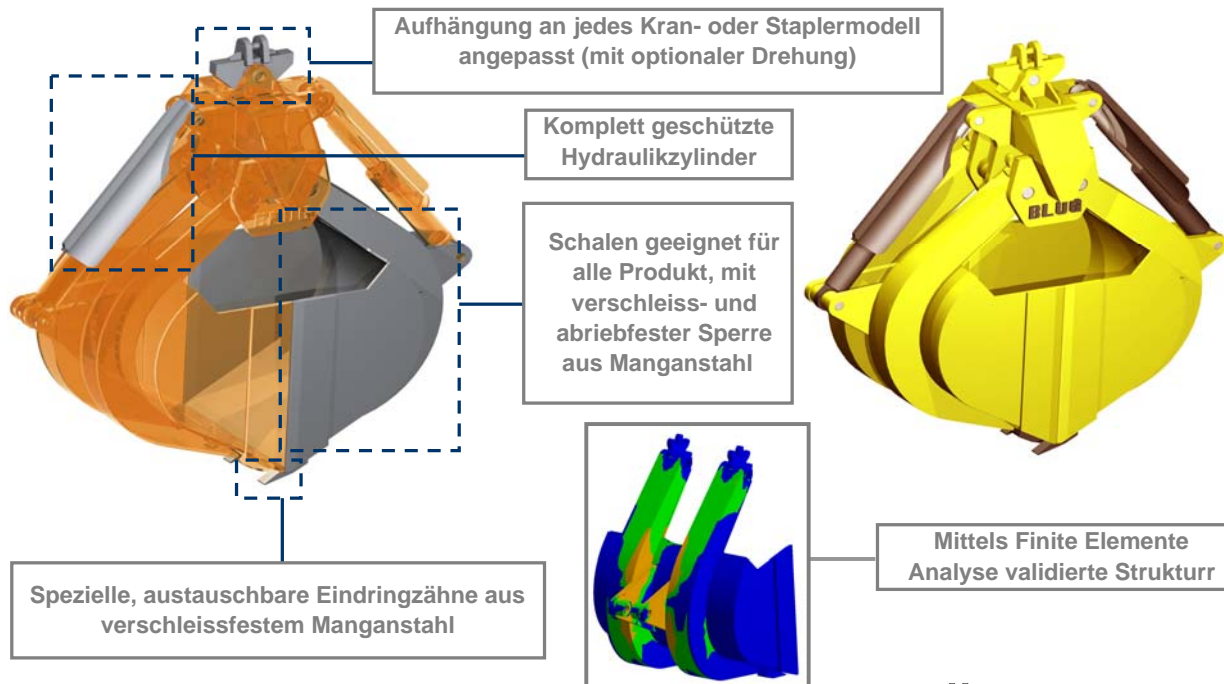 Aufhängung an jedes Kran- oder Staplermodell
angepasst (mit optionaler Drehung)
Komplett geschützte
Hydraulikzylinder
Schalen geeignet für
alle Produkt, mit
verschleiss- und
abriebfester Sperre
aus Manganstahl
BLUG
Mittels Finite Elemente
Analyse validierte Strukturr
Spezielle, austauschbare Eindringzähne aus
verschleissfestem Manganstahl